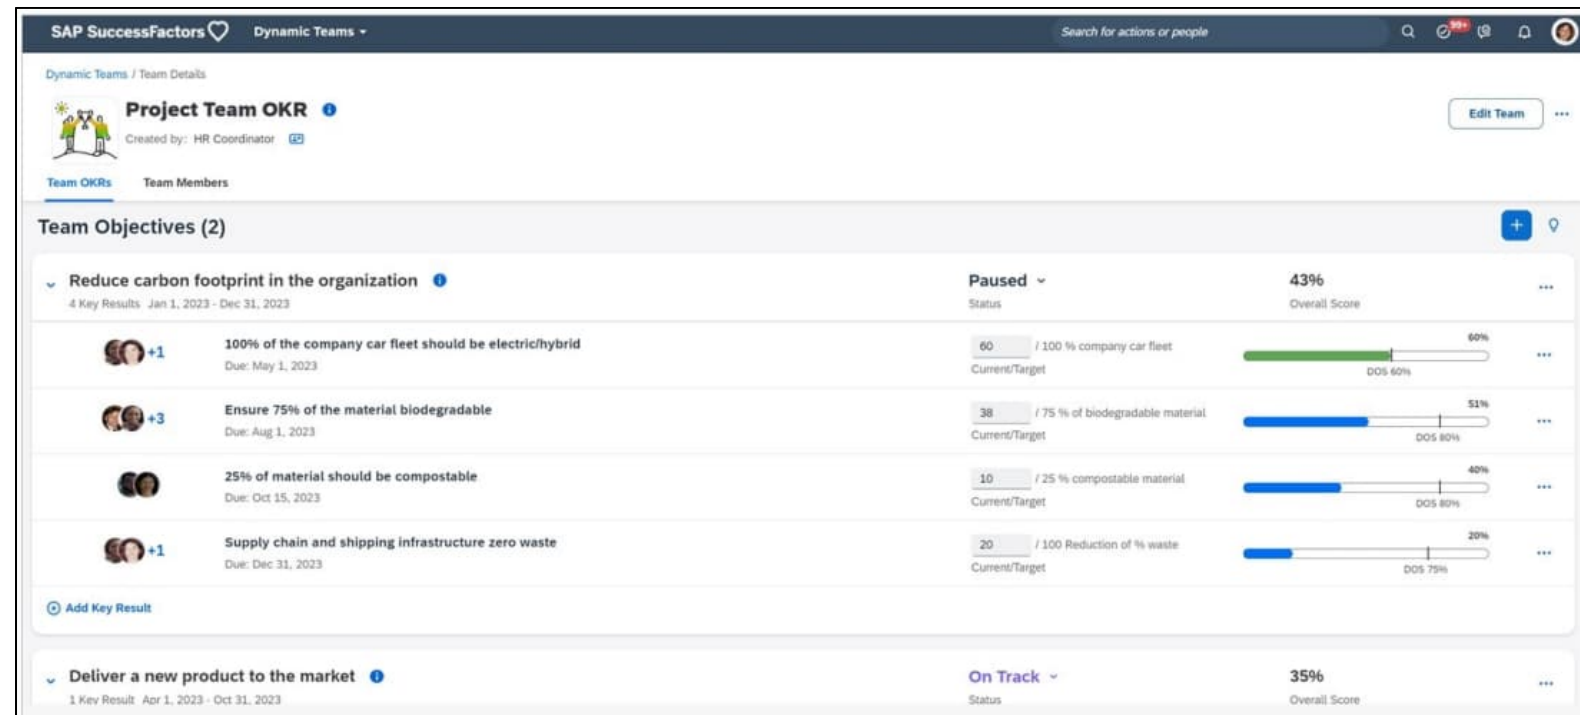 SAP SuccessFactors Dynamic Teams Search for actions or people 99+
Dynamic Teams / Team Details
Project Team OKR
Edit Team
Created by: HR Coordinator
Team OKRs Team Members
Team Objectives (2)
Reduce carbon footprint in the organization Paused 43%
4 Key Results Jan 1, 2023 - Dec 31, 2023 Status Overall Score
+1 100% of the company car fleet should be electric/hybrid 60 / 100 % company car fleet 60%
Due: May 1, 2023 Current/Target DOS 60%
+3 Ensure 75% of the material biodegradable 38 / 75 % of biodegradable material 51%
Due: Aug 1, 2023 Current/Target DOS 80%
25% of material should be compostable 10 / 25 % compostable material 40%
Due: Oct 15, 2023 Current/Target DOS 80%
+1 Supply chain and shipping infrastructure zero waste 20 / 100 Reduction of % waste 20%
Due: Dec 31, 2023 Current/Target DOS 75%
Add Key Result
Deliver a new product to the market On Track 35%
1 Key Result Apr 1, 2023 - Oct 31, 2023 Status Overall Score